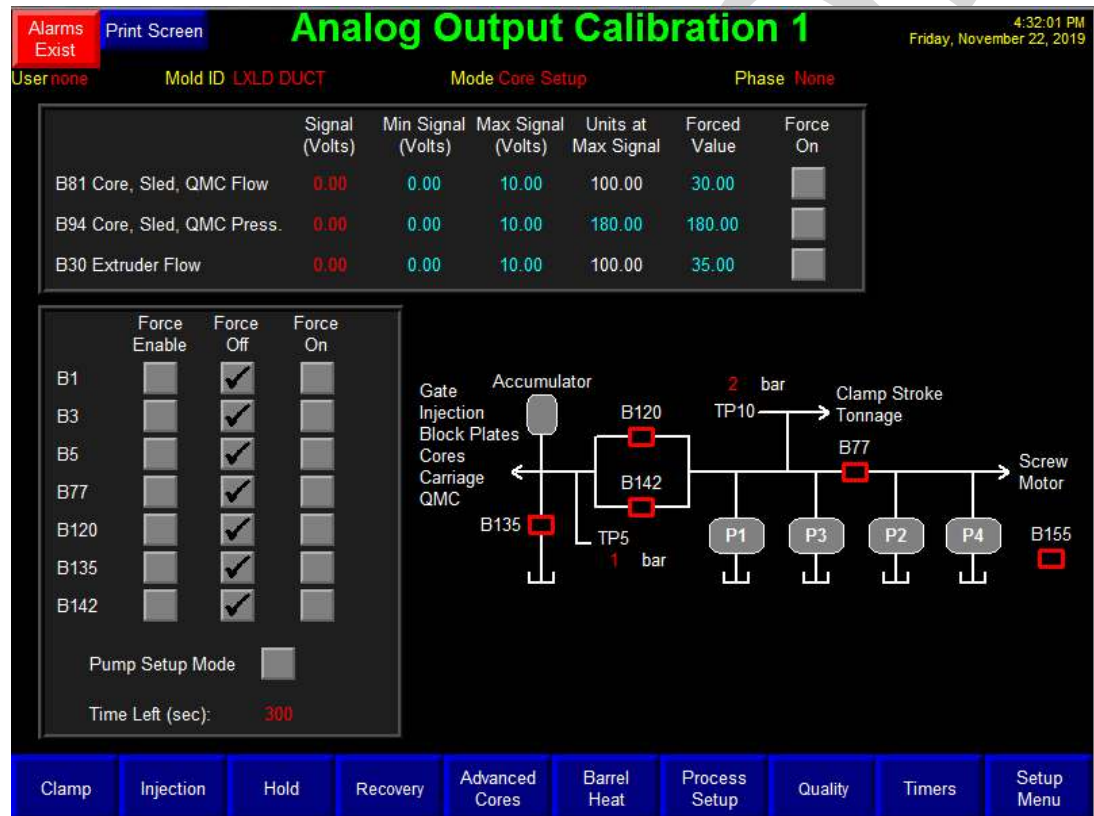 Alarms
Exist
Print Screen
Analog Output Calibration 1
4:32:01 PM
Friday, November 22, 2019
User none Mold ID LXLD DUCT Mode Core Setup Phase None
Signal Min Signal Max Signal Units at Forced Force
(Volts) (Volts) (Volts) Max Signal Value On
B81 Core, Sled, QMC Flow 0.00 0.00 10.00 100.00 30.00
B94 Core, Sled, QMC Press. 0.00 0.00 10.00 180.00 180.00
B30 Extruder Flow 0.00 0.00 10.00 100.00 35.00
Force Force Force
Enable Off On
B1
B3
B5
B77
B120
B135
B142
Pump Setup Mode
Time Left (sec): 300
Gate
Injection
Block Plates
Cores
Carriage
QMC
Accumulator
B120
B142
B135
TP5
1 bar
2 bar
TP10
Clamp Stroke
Tonnage
B77
Screw
Motor
P1 P3 P2 P4
B155
Clamp
Injection
Hold
Recovery
Advanced
Cores
Barrel
Heat
Process
Setup
Quality
Timers
Setup
Menu